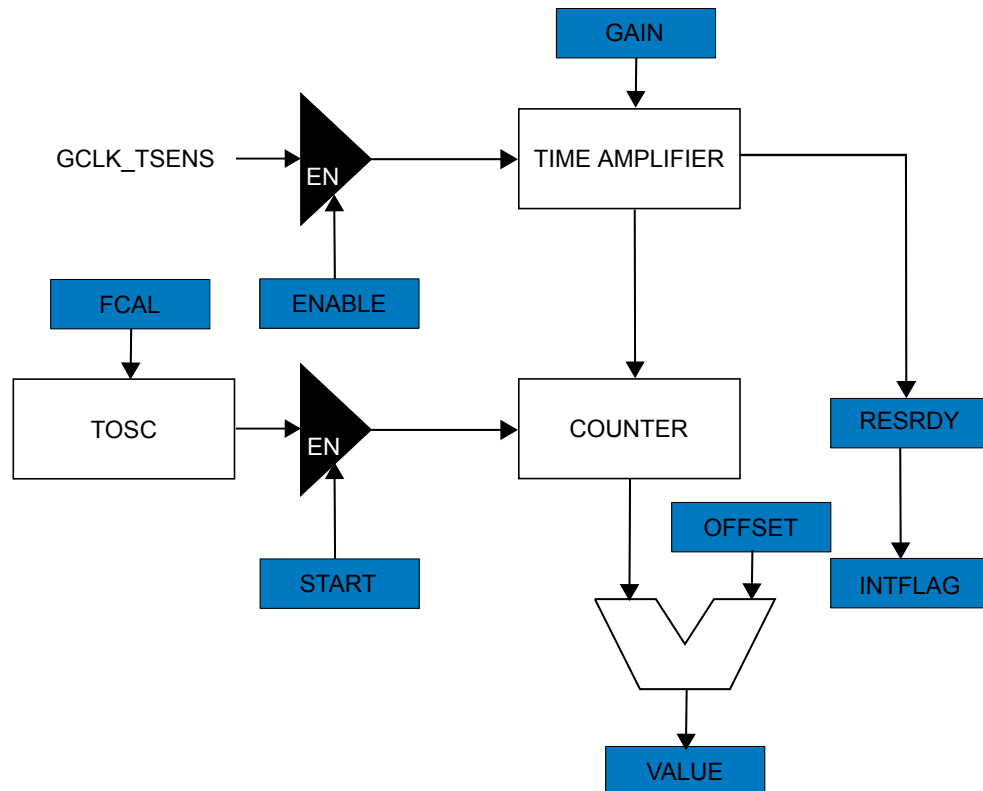 GAIN
GCLK_TSENS
EN
TIME AMPLIFIER
FCAL
ENABLE
TOSC
EN
COUNTER
RESRDY
START
OFFSET
INTFLAG
VALUE